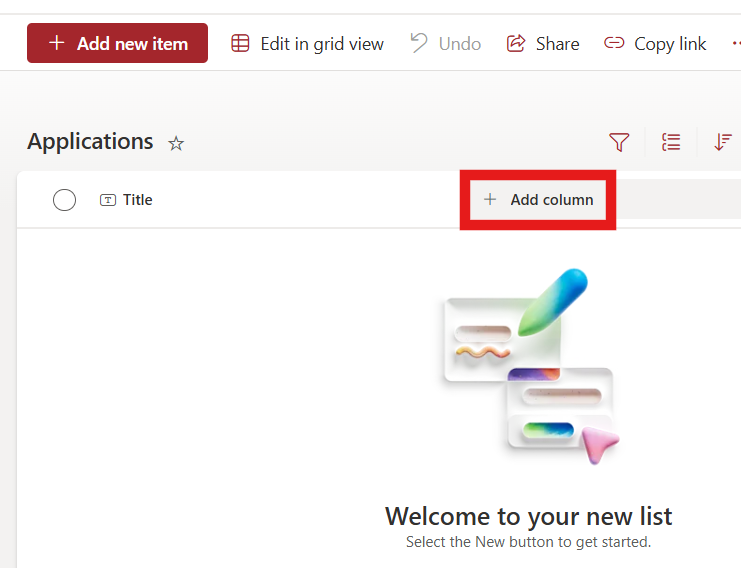 Add new item Edit in grid view Undo Share Copy link
Applications
Title Add column
Welcome to your new list
Select the New button to get started.